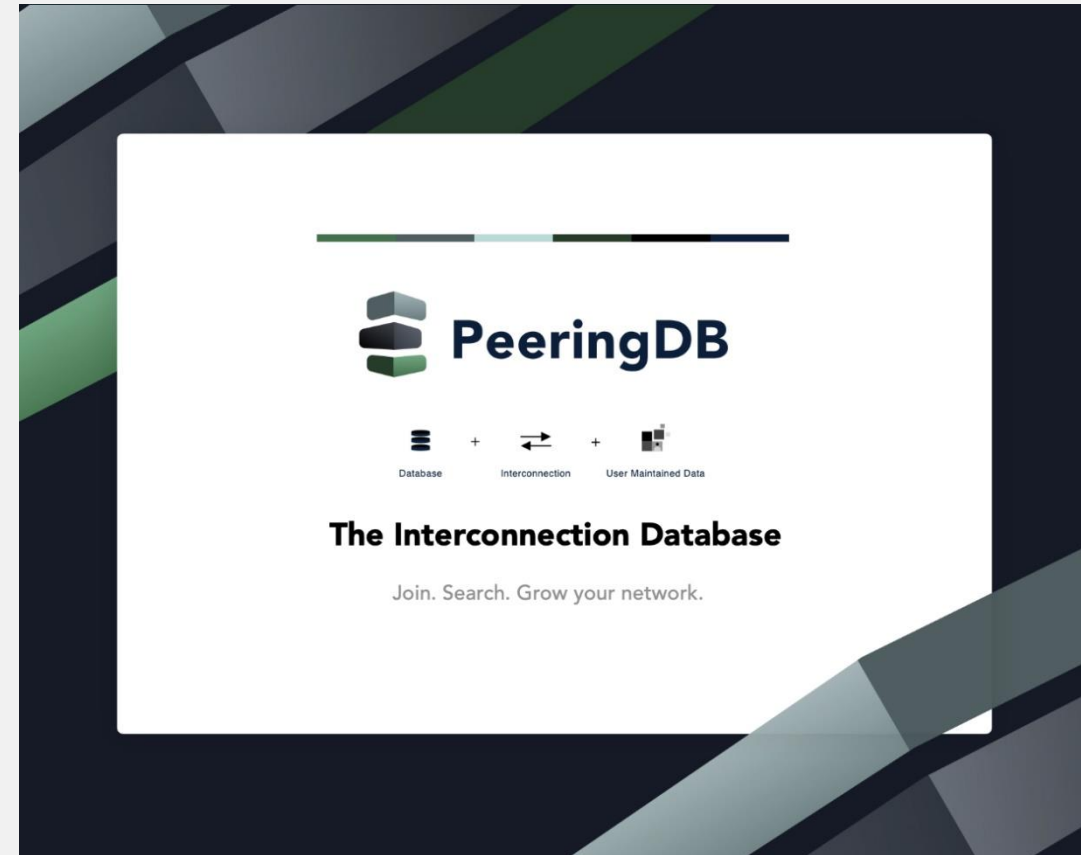 PeeringDB
+ +
Database Interconnection User Maintained Data
The Interconnection Database
Join. Search. Grow your network.